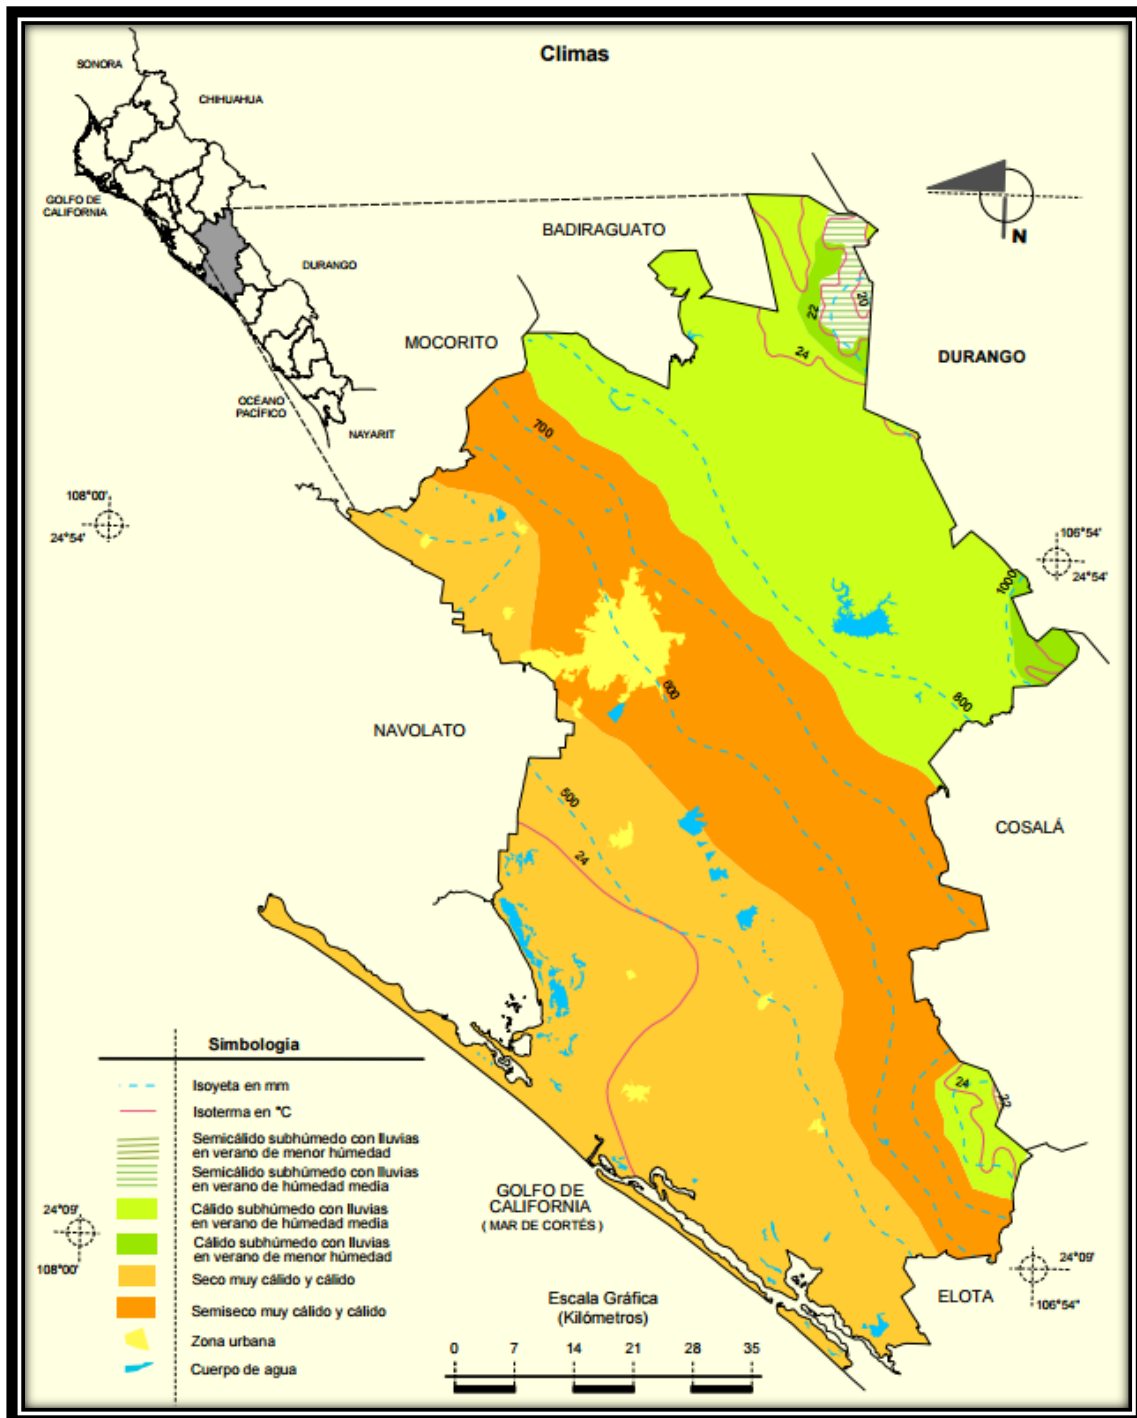 Climas
SONORA
CHIHUAHUA
GOLFO DE
CALIFORNIA
DURANGO
OCÉANO
PACÍFICO
NAYARIT
BADIRAGUATO
N
MOCORITO
DURANGO
20
22
24
700
108°00'
24°54'
106°54'
24°54'
1000
800
600
NAVOLATO
500
24
COSALÁ
24
22
Simbología
Isoyeta en mm
Isoterma en °C
Semicálido subhúmedo con lluvias
en verano de menor húmedad
Semicálido subhúmedo con lluvias
en verano de húmedad media
Cálido subhúmedo con lluvias
en verano de húmedad media
Cálido subhúmedo con lluvias
en verano de menor húmedad
Seco muy cálido y cálido
Semiseco muy cálido y cálido
Zona urbana
Cuerpo de agua
24°09'
108°00'
GOLFO DE
CALIFORNIA
( MAR DE CORTÉS )
24°09'
106°54"
ELOTA
Escala Gráfica
(Kilómetros)
0 7 14 21 28 35